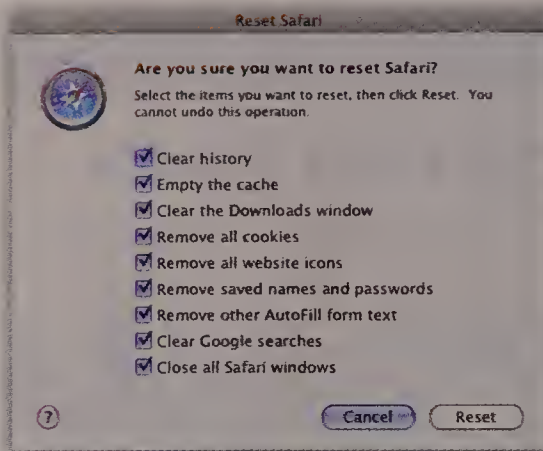 Reset Safari
Are you sure you want to reset Safari?
Select the items you want to reset, then click Reset. You
cannot undo this operation.
Clear history
Empty the cache
Clear the Downloads window
Remove all cookies
Remove all website icons
Remove saved names and passwords
Remove other AutoFill form text
Clear Google searches
Close all Safari windows
?
Cancel
Reset